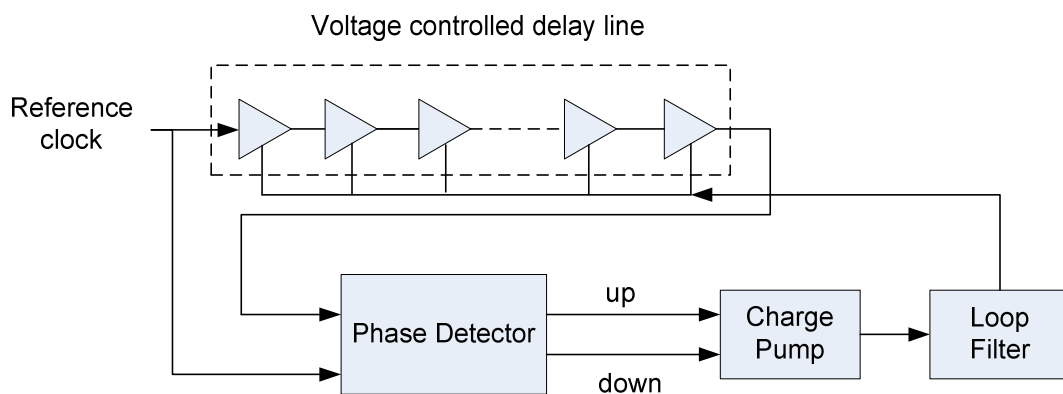 Voltage controlled delay line
Reference
clock
Phase Detector
up
down
Charge
Pump
Loop
Filter